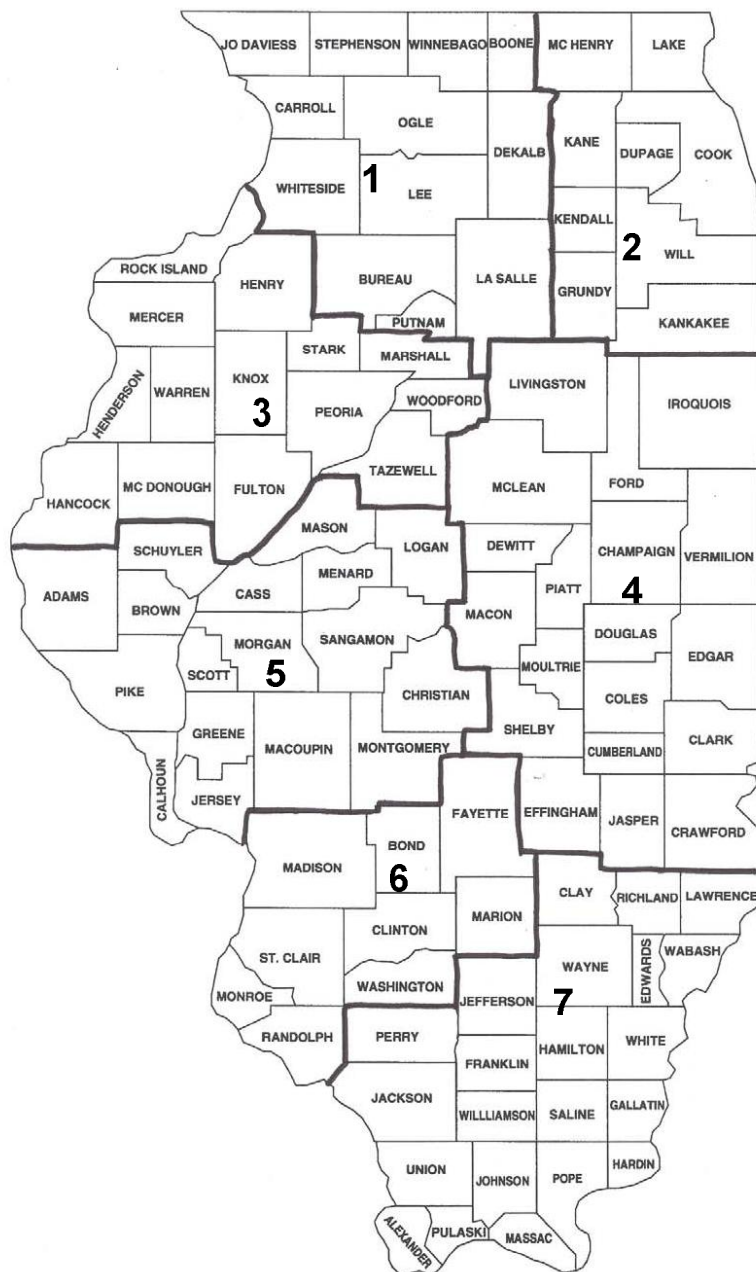 JO DAVIESS
STEPHENSON
WINNEBAGO
BOONE
MC HENRY
LAKE
CARROLL
OGLE
DEKALB
KANE
DUPAGE
COOK
WHITESIDE
1
LEE
KENDALL
2
WILL
ROCK ISLAND
HENRY
BUREAU
LA SALLE
GRUNDY
MERCER
PUTNAM
KANKAKEE
STARK
MARSHALL
HENDERSON
WARREN
KNOX
3
PEORIA
WOODFORD
LIVINGSTON
IROQUOIS
HANCOCK
MC DONOUGH
FULTON
TAZEWELL
MCLEAN
FORD
MASON
LOGAN
DEWITT
CHAMPAIGN
VERMILION
SCHUYLER
ADAMS
BROWN
CASS
MENARD
MACON
PIATT
4
MORGAN
SANGAMON
DOUGLAS
EDGAR
SCOTT
5
PIKE
CHRISTIAN
MOULTRIE
COLES
GREENE
MACOUPIN
MONTGOMERY
SHELBY
CUMBERLAND
CLARK
CALHOUN
JERSEY
FAYETTE
EFFINGHAM
JASPER
CRAWFORD
MADISON
BOND
6
CLAY
RICHLAND
LAWRENCE
MARION
CLINTON
ST. CLAIR
WAYNE
EDWARDS
WABASH
WASHINGTON
MONROE
JEFFERSON
7
RANDOLPH
PERRY
FRANKLIN
HAMILTON
WHITE
JACKSON
WILLLIAMSON
SALINE
GALLATIN
UNION
JOHNSON
POPE
HARDIN
ALEXANDER
PULASKI
MASSAC